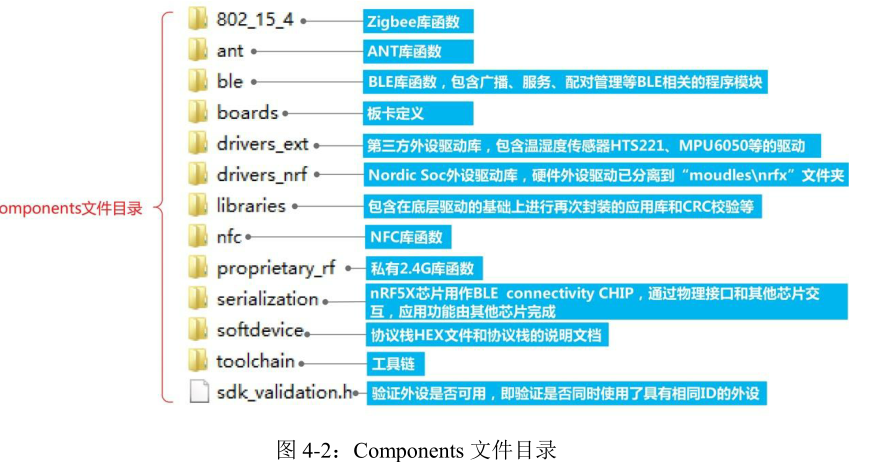 802_15_4
Zigbee库函数
ant
ANT库函数
ble
BLE库函数，包含广播、服务、配对管理等BLE相关的程序模块
boards
板卡定义
drivers_ext
第三方外设驱动库，包含温湿度传感器HTS221、MPU6050等的驱动
drivers_nrf
Nordic Soc外设驱动库，硬件外设驱动已分离到“moudles\nrfx”文件夹
omponents文件目录
libraries
包含在底层驱动的基础上进行再次封装的应用库和CRC校验等
nfc
NFC库函数
proprietary_rf
私有2.4G库函数
serialization
nRF5X芯片用作BLE connectivity CHIP，通过物理接口和其他芯片交
互，应用功能由其他芯片完成
softdevice
协议栈HEX文件和协议栈的说明文档
toolchain
工具链
sdk_validation.h
验证外设是否可用，即验证是否同时使用了具有相同ID的外设
图 4-2：Components 文件目录